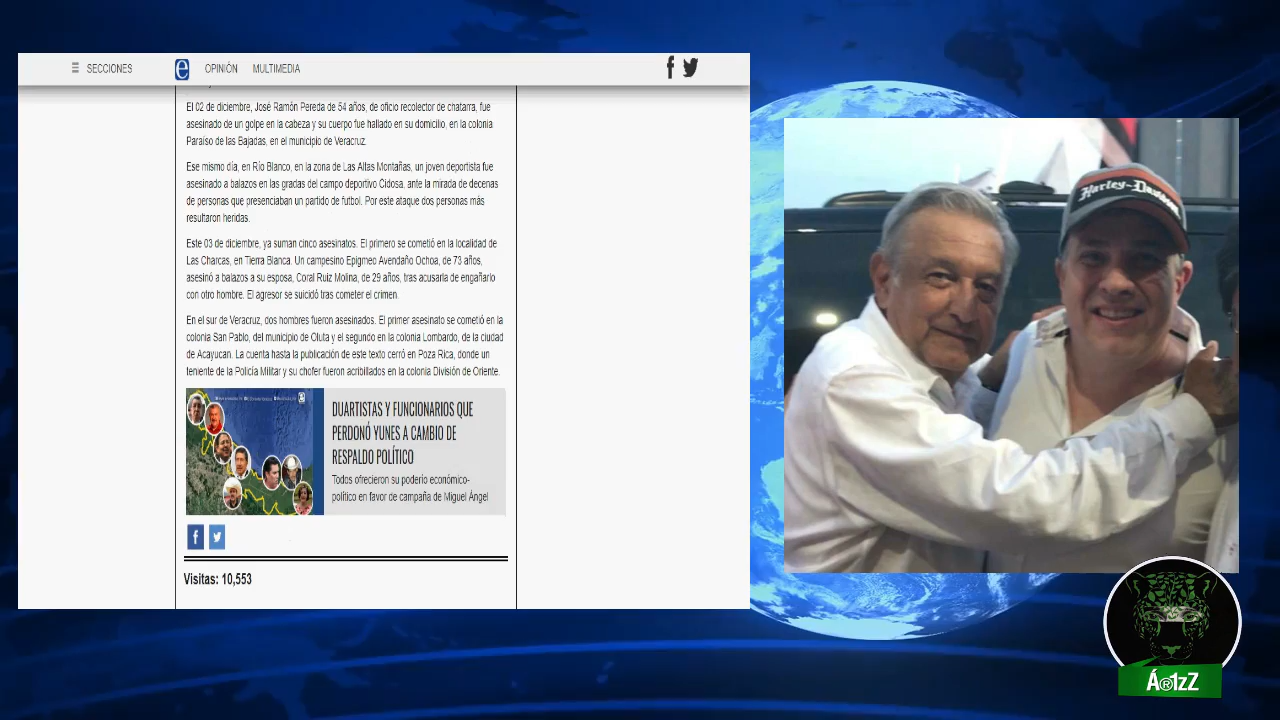 SECCIONES
e
OPINIÓN
MULTIMEDIA
El 02 de diciembre, José Ramón Pereda de 54 años, de oficio recolector de chatarra, fue
asesinado de un golpe en la cabeza y su cuerpo fue hallado en su domicilio, en la colonia
Paraíso de las Bajadas, en el municipio de Veracruz.
Ese mismo día, en Río Blanco, en la zona de Las Altas Montañas, un joven deportista fue
asesinado a balazos en las gradas del campo deportivo Cidosa, ante la mirada de decenas
de personas que presenciaban un partido de futbol. Por ese ataque dos personas más
resultaron heridas.
Este 03 de diciembre, ya suman cinco asesinatos. El primero se cometió en la localidad de
Las Charcas, en Tierra Blanca. Un campesino Epigmeo Avendaño Ochoa, de 73 años,
asesinó a balazos a su esposa, Coral Ruiz Molina, de 29 años, tras acusarla de engañarlo
con otro hombre. El agresor se suicidó tras cometer el crimen.
En el sur de Veracruz, dos hombres fueron asesinados. El primer asesinato se cometió en la
colonia San Pablo, del municipio de Oluta y el segundo en la colonia Lombardo, de la ciudad
de Acayucan. La cuenta hasta la publicación de este texto cerró en Poza Rica, donde un
teniente de la Policía Militar y su chofer fueron acribillados en la colonia División de Oriente.
DUARTISTAS Y FUNCIONARIOS QUE
PERDONÓ YUNES A CAMBIO DE
RESPALDO POLÍTICO
Todos ofrecieron su poderío económico-
político en favor de campaña de Miguel Ángel
Visitas: 10,553
Harley-Davidson
Á®1zZ